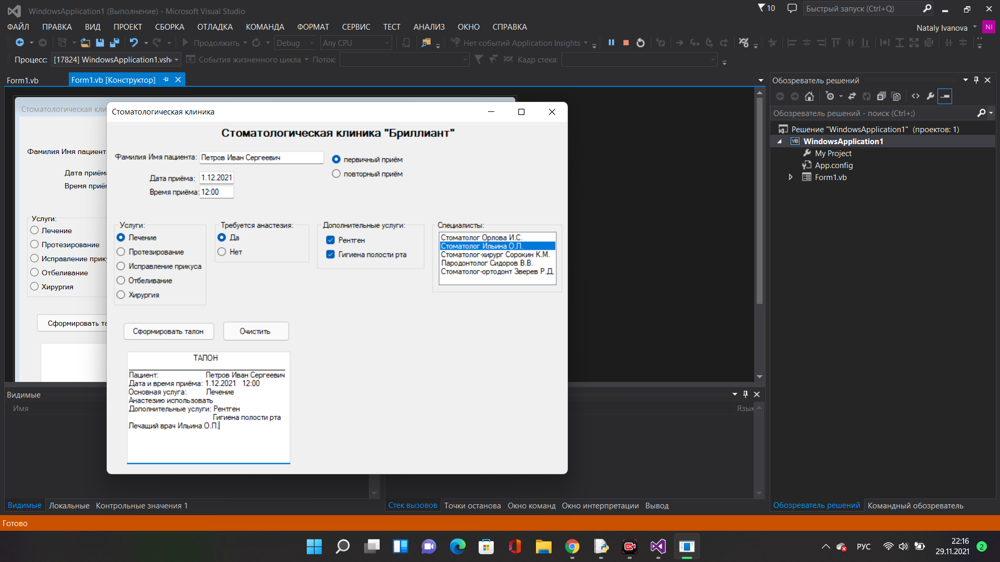 WindowsApplication1 (Выполнение) - Microsoft Visual Studio
10
Быстрый запуск (Ctrl+Q)
ФАЙЛ ПРАВКА ВИД ПРОЕКТ СБОРКА ОТЛАДКА КОМАНДА ФОРМАТ СЕРВИС ТЕСТ АНАЛИЗ ОКНО СПРАВКА
Nataly Ivanova NI
Продолжить Debug Any CPU Нет событий Application Insights
Процесс: [17824] WindowsApplication1.vshc События жизненного цикла Поток: Кадр стека:
Form1.vb Form1.vb [Конструктор]
Стоматологическая кли
Фамилия Имя пациента
Дата приёма
Время приём
Услуги:
Лечение
Протезирование
Исправление прику
Отбеливание
Хирургия
Сформировать та
Стоматологическая клиника
Стоматологическая клиника "Бриллиант"
Фамилия Имя пациента: Петров Иван Сергеевич
первичный приём
повторный приём
Дата приёма: 1.12.2021
Время приёма: 12:00
Услуги:
Лечение
Протезирование
Исправление прикуса
Отбеливание
Хирургия
Требуется анастезия:
Да
Нет
Дополнительные услуги:
Рентген
Гигиена полости рта
Специалисты:
Стоматолог Орлова И.С.
Стоматолог Ильина О.П.
Стоматолог-хирург Сорокин К.М.
Пародонтолог Сидоров В.В.
Стоматолог-ортодонт Зверев Р.Д.
Сформировать талон Очистить
ТАЛОН
Пациент: Петров Иван Сергеевич
Дата и время приёма: 1.12.2021 12:00
Основная услуга: Лечение
Анастезию использовать
Дополнительные услуги: Рентген
Гигиена полости рта
Лечащий врач Ильина О.П.
Обозреватель решений
Обозреватель решений - поиск (Ctrl+;)
Решение "WindowsApplication1" (проектов: 1)
VB WindowsApplication1
My Project
App.config
Form1.vb
Видимые
Имя
Язык
Видимые Локальные Контрольные значения 1
Стек вызовов Точки останова Окно команд Окно интерпретации Вывод
Обозреватель решений Командный обозреватель
Готово
РУС
22:16
29.11.2021
2